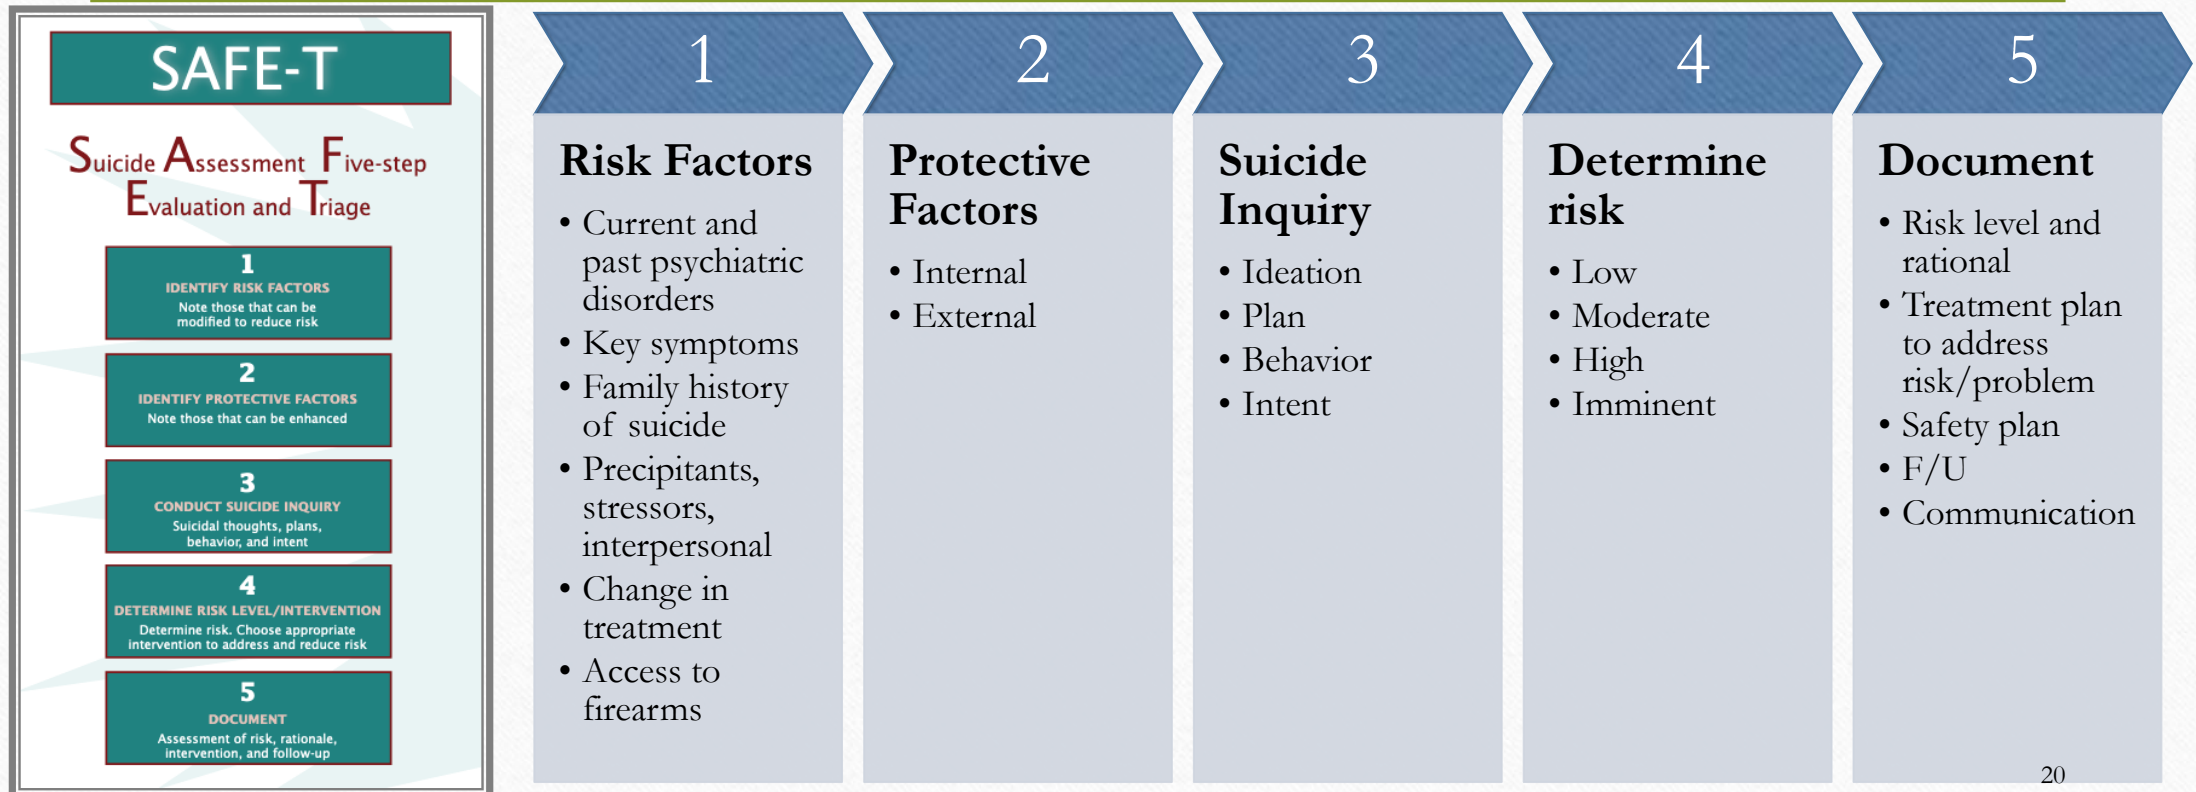 SAFE-T
Suicide Assessment Five-step
Evaluation and Triage
1
IDENTIFY RISK FACTORS
Note those that can be
modified to reduce risk
2
IDENTIFY PROTECTIVE FACTORS
Note those that can be enhanced
3
CONDUCT SUICIDE INQUIRY
Suicidal thoughts, plans,
behavior, and intent
4
DETERMINE RISK LEVEL/INTERVENTION
Determine risk. Choose appropriate
intervention to address and reduce risk
5
DOCUMENT
Assessment of risk, rationale,
intervention, and follow-up
1
Risk Factors
• Current and
past psychiatric
disorders
• Key symptoms
• Family history
of suicide
• Precipitants,
stressors,
interpersonal
• Change in
treatment
• Access to
firearms
2
Protective
Factors
• Internal
• External
3
Suicide
Inquiry
• Ideation
• Plan
• Behavior
• Intent
4
Determine
risk
• Low
• Moderate
• High
• Imminent
5
Document
• Risk level and
rational
• Treatment plan
to address
risk/problem
• Safety plan
• F/U
• Communication
20